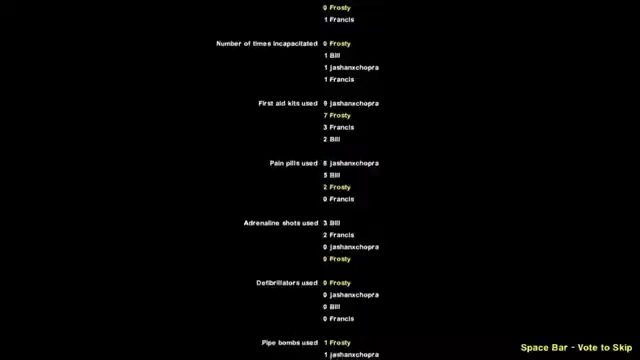 0 Frosty
1 Francis
Number of times Incapacitated 0 Frosty
1 Bill
1 jashanxchopra
1 Francis
First aid kits used 9 jashanxchopra
7 Frosty
3 Francis
2 Bill
Pain pills used 6 jashanxchopra
5 Bill
2 Frosty
0 Francis
Adrenaline shots used 3 Bill
2 Francis
0 jashanxchopra
0 Frosty
Defibrillators used 0 Frosty
0 jashanxchopra
0 Bill
0 Francis
Pipe bombs used 1 Frosty
1 jashanxchopra
Space Bar - Vote to Skip